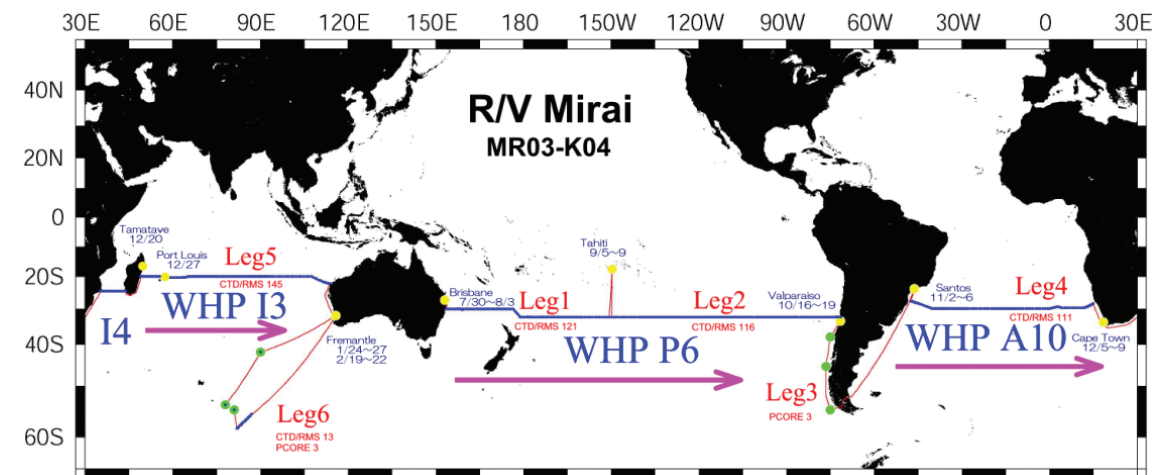 30E 60E 90E 120E 150E 180 150W 120W 90W 60W 30W 0 30E
40N
20N
0
20S
40S
60S
R/V Mirai
MR03-K04
Tamatave
12/20
Port Louis
12/27
Leg5
CTD/RMS 145
WHP I3
I4
Fremantle
1/24~27
2/19~22
Leg6
CTD/RMS 13
PCORE 3
Brisbane
7/30~8/3
Leg1
CTD/RMS 121
Tahiti
9/5~9
Leg2
CTD/RMS 116
WHP P6
Valparaiso
10/16~19
Leg3
PCORE 3
Santos
11/2~6
Leg4
CTD/RMS 111
WHP A10
Cape Town
12/5~9